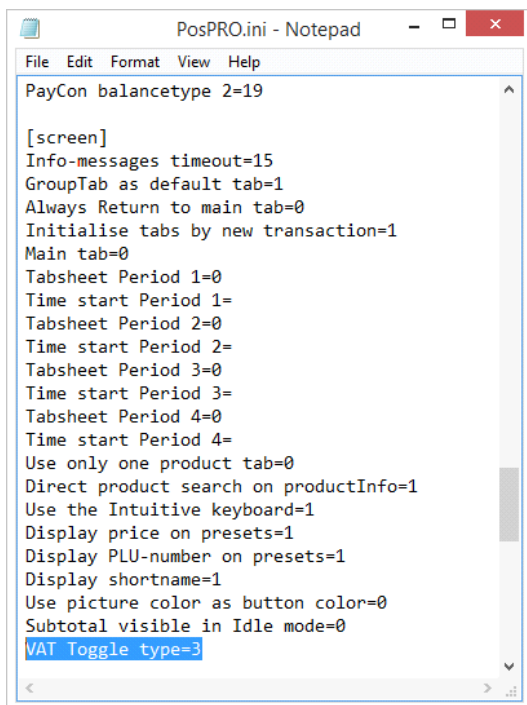 PosPRO.ini - Notepad
File Edit Format View Help
PayCon balancetype 2=19
[screen]
Info-messages timeout=15
GroupTab as default tab=1
Always Return to main tab=0
Initialise tabs by new transaction=1
Main tab=0
Tabsheet Period 1=0
Time start Period 1=
Tabsheet Period 2=0
Time start Period 2=
Tabsheet Period 3=0
Time start Period 3=
Tabsheet Period 4=0
Time start Period 4=
Use only one product tab=0
Direct product search on productInfo=1
Use the Intuitive keyboard=1
Display price on presets=1
Display PLU-number on presets=1
Display shortname=1
Use picture color as button color=0
Subtotal visible in Idle mode=0
VAT Toggle type=3